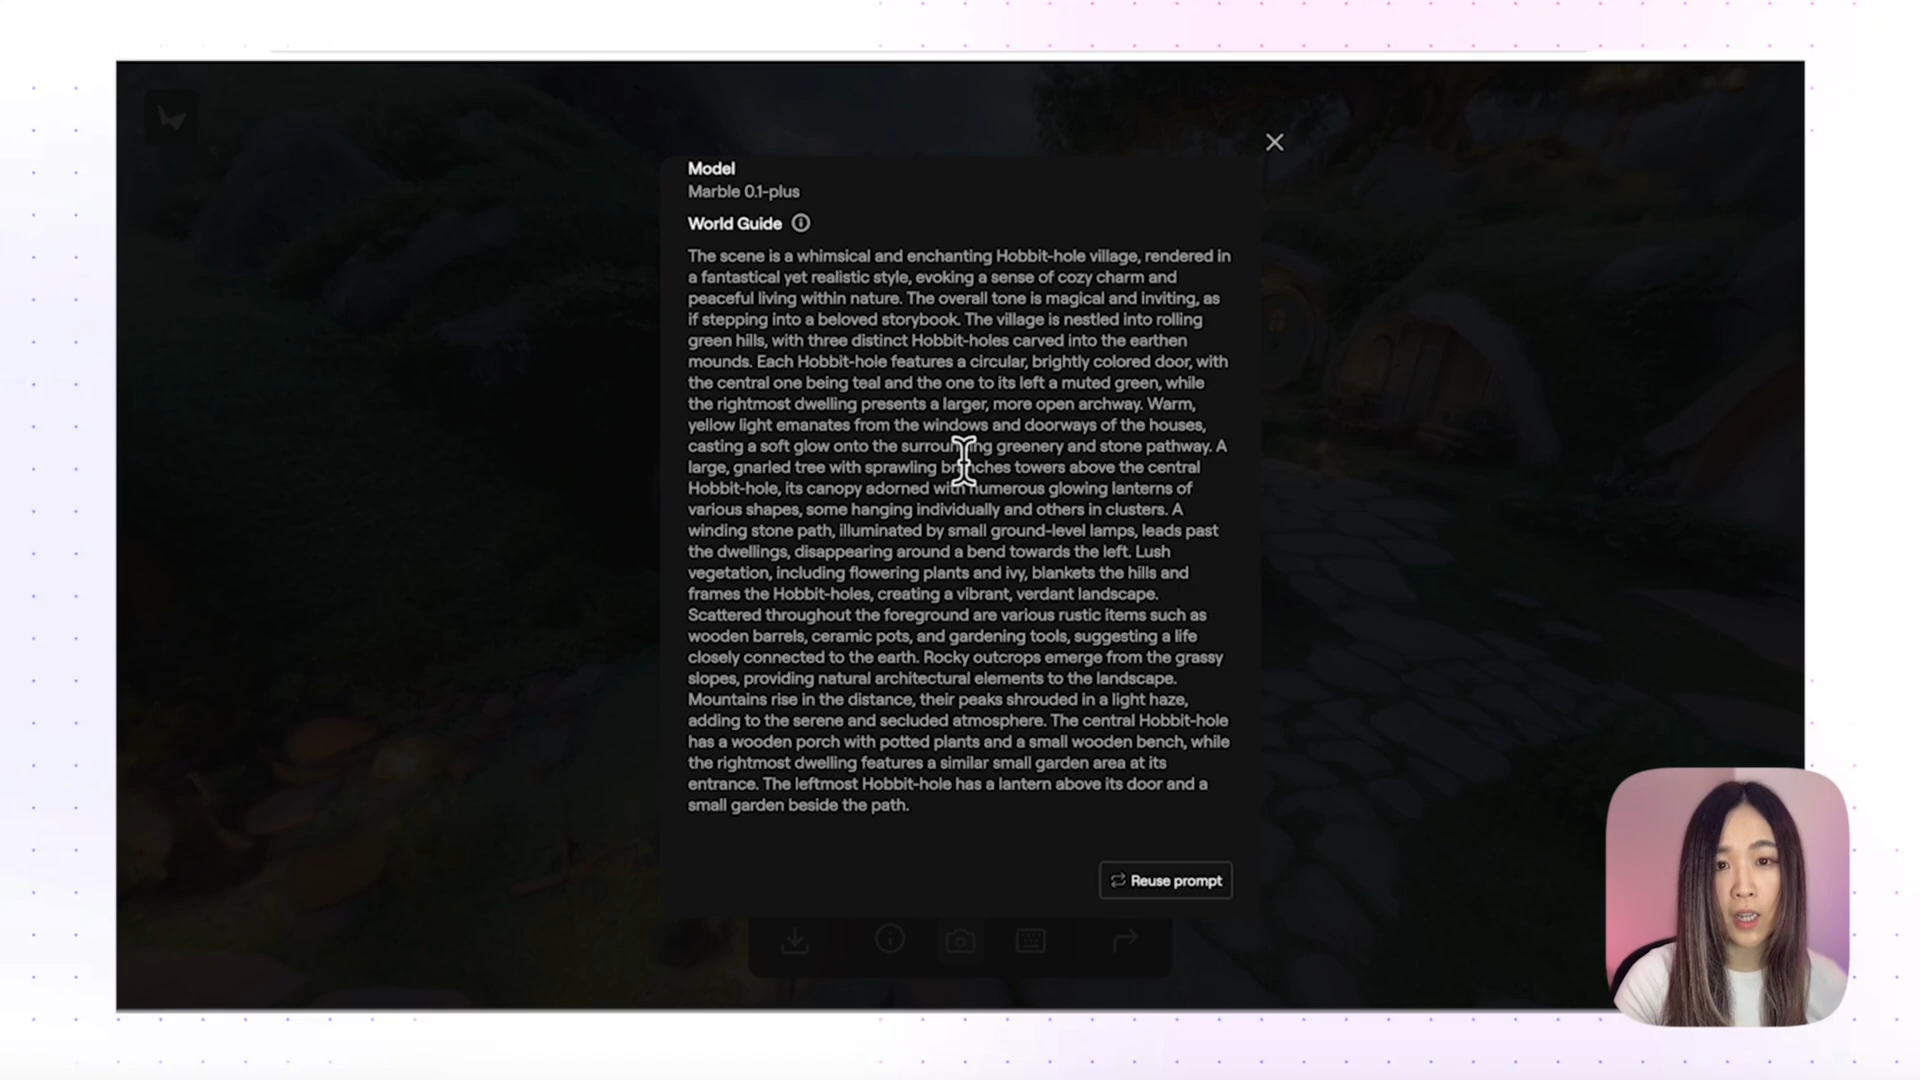 Model
Marble 0.1-plus
World Guide
The scene is a whimsical and enchanting Hobbit-hole village, rendered in
a fantastical yet realistic style, evoking a sense of cozy charm and
peaceful living within nature. The overall tone is magical and inviting, as
if stepping into a beloved storybook. The village is nestled into rolling
green hills, with three distinct Hobbit-holes carved into the earthen
mounds. Each Hobbit-hole features a circular, brightly colored door, with
the central one being teal and the one to its left a muted green, while
the rightmost dwelling presents a larger, more open archway. Warm,
yellow light emanates from the windows and doorways of the houses,
casting a soft glow onto the surrounding greenery and stone pathway. A
large, gnarled tree with sprawling branches towers above the central
Hobbit-hole, its canopy adorned with numerous glowing lanterns of
various shapes, some hanging individually and others in clusters. A
winding stone path, illuminated by small ground-level lamps, leads past
the dwellings, disappearing around a bend towards the left. Lush
vegetation, including flowering plants and ivy, blankets the hills and
frames the Hobbit-holes, creating a vibrant, verdant landscape.
Scattered throughout the foreground are various rustic items such as
wooden barrels, ceramic pots, and gardening tools, suggesting a life
closely connected to the earth. Rocky outcrops emerge from the grassy
slopes, providing natural architectural elements to the landscape.
Mountains rise in the distance, their peaks shrouded in a light haze,
adding to the serene and secluded atmosphere. The central Hobbit-hole
has a wooden porch with potted plants and a small wooden bench, while
the rightmost dwelling features a similar small garden area at its
entrance. The leftmost Hobbit-hole has a lantern above its door and a
small garden beside the path.
Reuse prompt